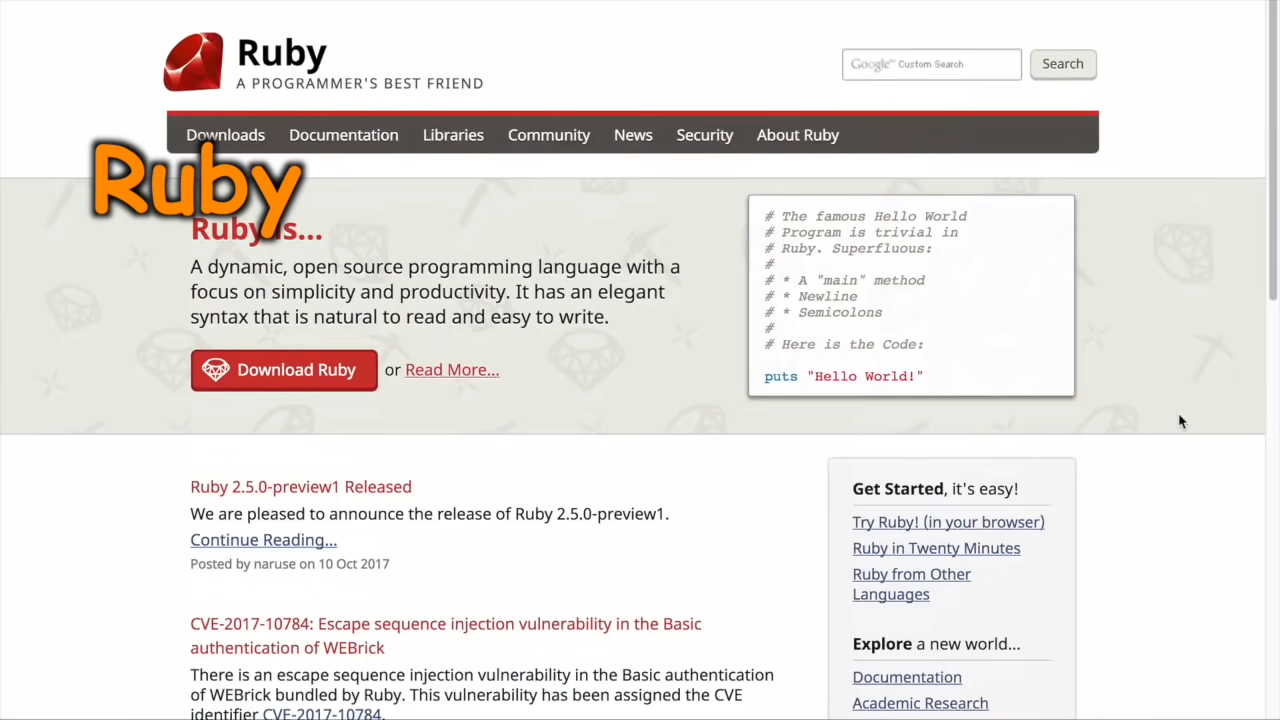 Ruby
A PROGRAMMER'S BEST FRIEND
Google Custom Search
Search
Downloads Documentation Libraries Community News Security About Ruby
Ruby
Ruby is...
A dynamic, open source programming language with a
focus on simplicity and productivity. It has an elegant
syntax that is natural to read and easy to write.
Download Ruby or Read More...
# The famous Hello World
# Program is trivial in
# Ruby. Superfluous:
#
# * A "main" method
# * Newline
# * Semicolons
#
# Here is the Code:
puts "Hello World!"
Ruby 2.5.0-preview1 Released
We are pleased to announce the release of Ruby 2.5.0-preview1.
Continue Reading...
Posted by naruse on 10 Oct 2017
CVE-2017-10784: Escape sequence injection vulnerability in the Basic
authentication of WEBrick
There is an escape sequence injection vulnerability in the Basic authentication
of WEBrick bundled by Ruby. This vulnerability has been assigned the CVE
identifier CVE-2017-10784.
Get Started, it's easy!
Try Ruby! (in your browser)
Ruby in Twenty Minutes
Ruby from Other
Languages
Explore a new world...
Documentation
Academic Research